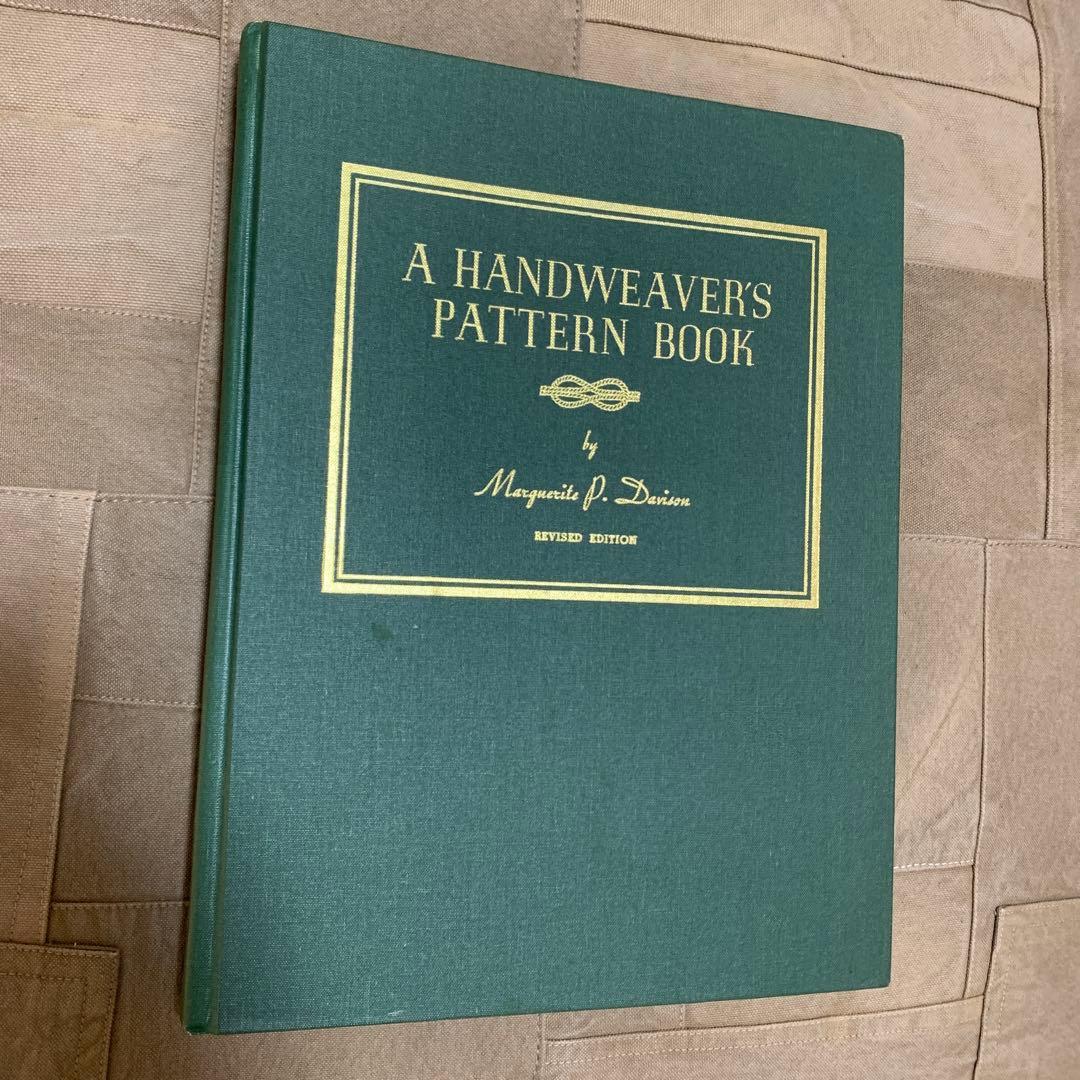 A HANDWEAVER'S
PATTERN BOOK
by
Marguerite P. Davison
REVISED EDITION